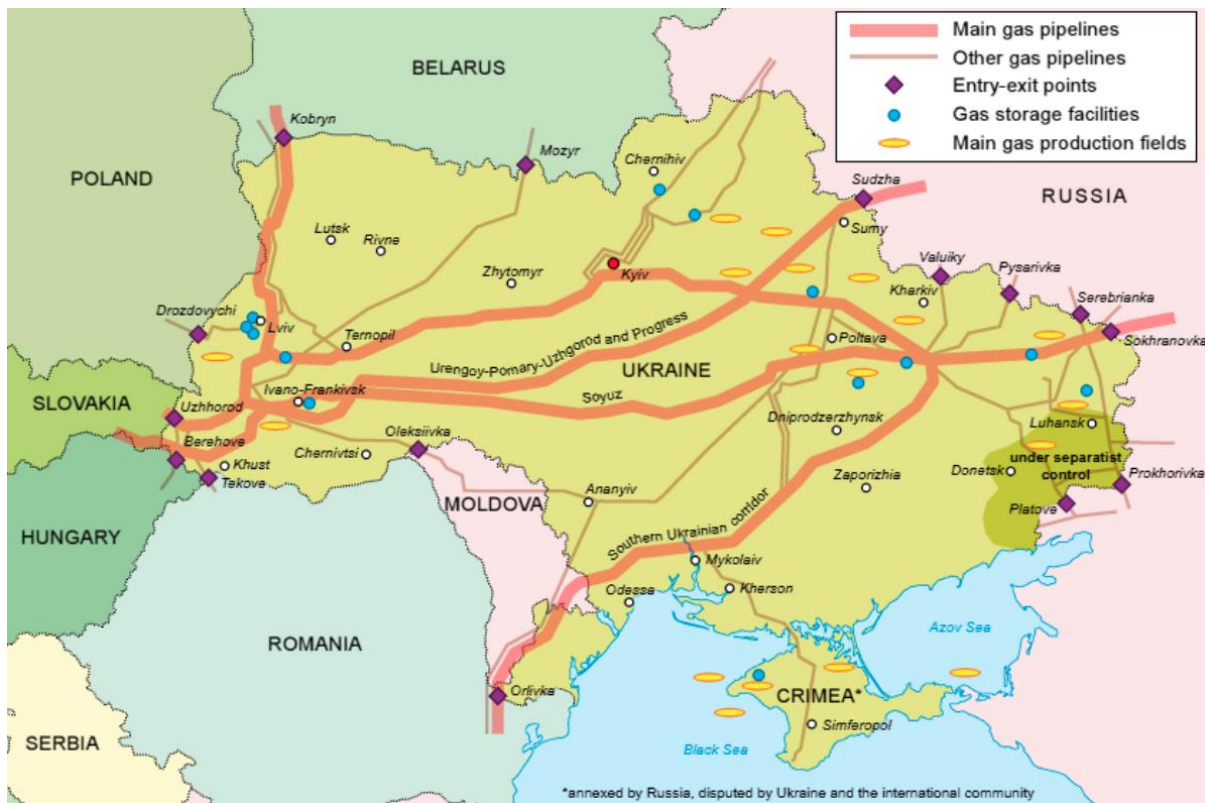 Main gas pipelines
Other gas pipelines
Entry-exit points
Gas storage facilities
Main gas production fields
BELARUS
POLAND
RUSSIA
SLOVAKIA
HUNGARY
ROMANIA
SERBIA
MOLDOVA
UKRAINE
CRIMEA*
Kobryn
Mozyr
Chernihiv
Sudzha
Sumy
Lutsk
Rivne
Zhytomyr
Kyiv
Valuiky
Pysarivka
Kharkiv
Serebrianka
Sokhranovka
Drozdovychi
Lviv
Ternopil
Poltava
Urengoy-Pomary-Uzhgorod and Progress
Soyuz
Ivano-Frankivsk
Uzhhorod
Berehove
Khust
Tekove
Chernivtsi
Oleksiivka
Dniprodzerzhynsk
Luhansk
Donetsk
under separatist
control
Prokhorivka
Platove
Zaporizhia
Ananyiv
Southern Ukrainian corridor
Mykolaiv
Kherson
Odessa
Azov Sea
Orlivka
Simferopol
Black Sea
*annexed by Russia, disputed by Ukraine and the international community